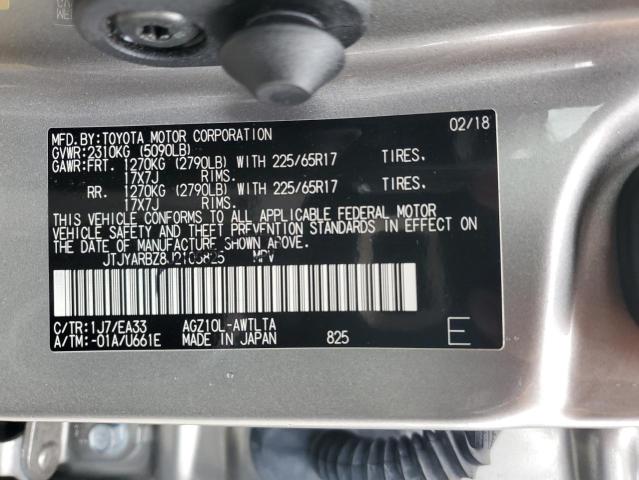 MFD.BY:TOYOTA MOTOR CORPORATION 02/18
GVWR:2310KG (5090LB)
GAWR:FRT. 1270KG (2790LB) WITH 225/65R17 TIRES.
17X7J RIMS.
RR. 1270KG (2790LB) WITH 225/65R17 TIRES.
17X7J RIMS.
THIS VEHICLE CONFORMS TO ALL APPLICABLE FEDERAL MOTOR
VEHICLE SAFETY AND THEFT PREVENTION STANDARDS IN EFFECT ON
THE DATE OF MANUFACTURE SHOWN ABOVE.
MPV
C/TR:1J7/EA33 AGZ10L-AWTLTA
A/TM:-01A/U661E MADE IN JAPAN 825 E